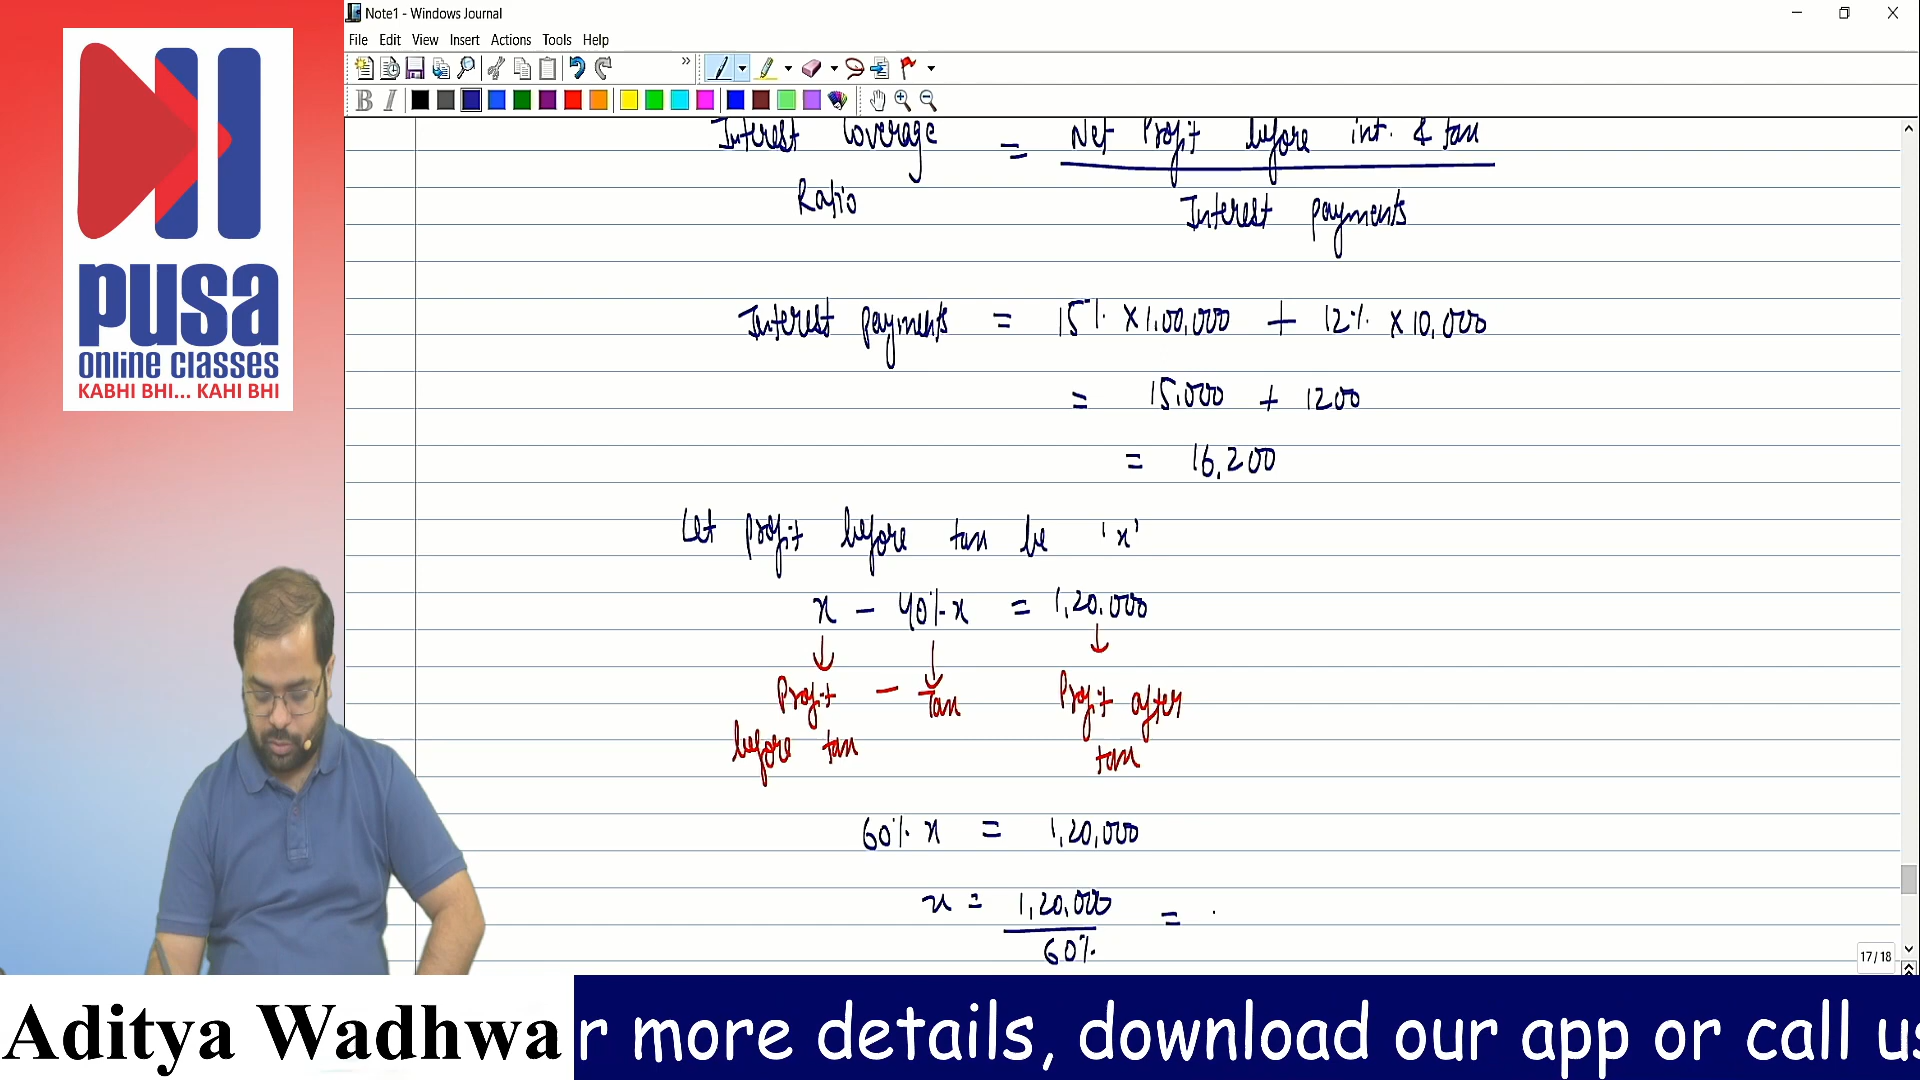 Note1 - Windows Journal
File Edit View Insert Actions Tools Help
B I
PUSA
ONLINE CLASSES
KABHI BHI... KAHI BHI
Interest Coverage Ratio = Net Profit before int. & tax
Interest payments
Interest payments = 15% x 1,00,000 + 12% x 10,000
= 15,000 + 1200
= 16,200
Let profit before tax be 'x'
x - 40% x = 1,20,000
Profit before tax - Tax Profit after tax
60% x = 1,20,000
x = 1,20,000 =
60%
17 / 18
Aditya Wadhwa
r more details, download our app or call us